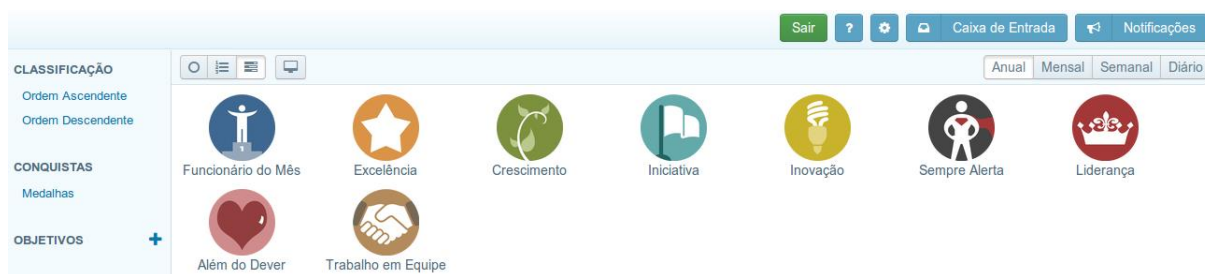 Sair ? Caixa de Entrada Notificações
CLASSIFICAÇÃO
Anual Mensal Semanal Diário
Ordem Ascendente
Ordem Descendente
CONQUISTAS
Medalhas
OBJETIVOS +
1
Funcionário do Mês Excelência Crescimento Iniciativa Inovação Sempre Alerta Liderança
Além do Dever Trabalho em Equipe